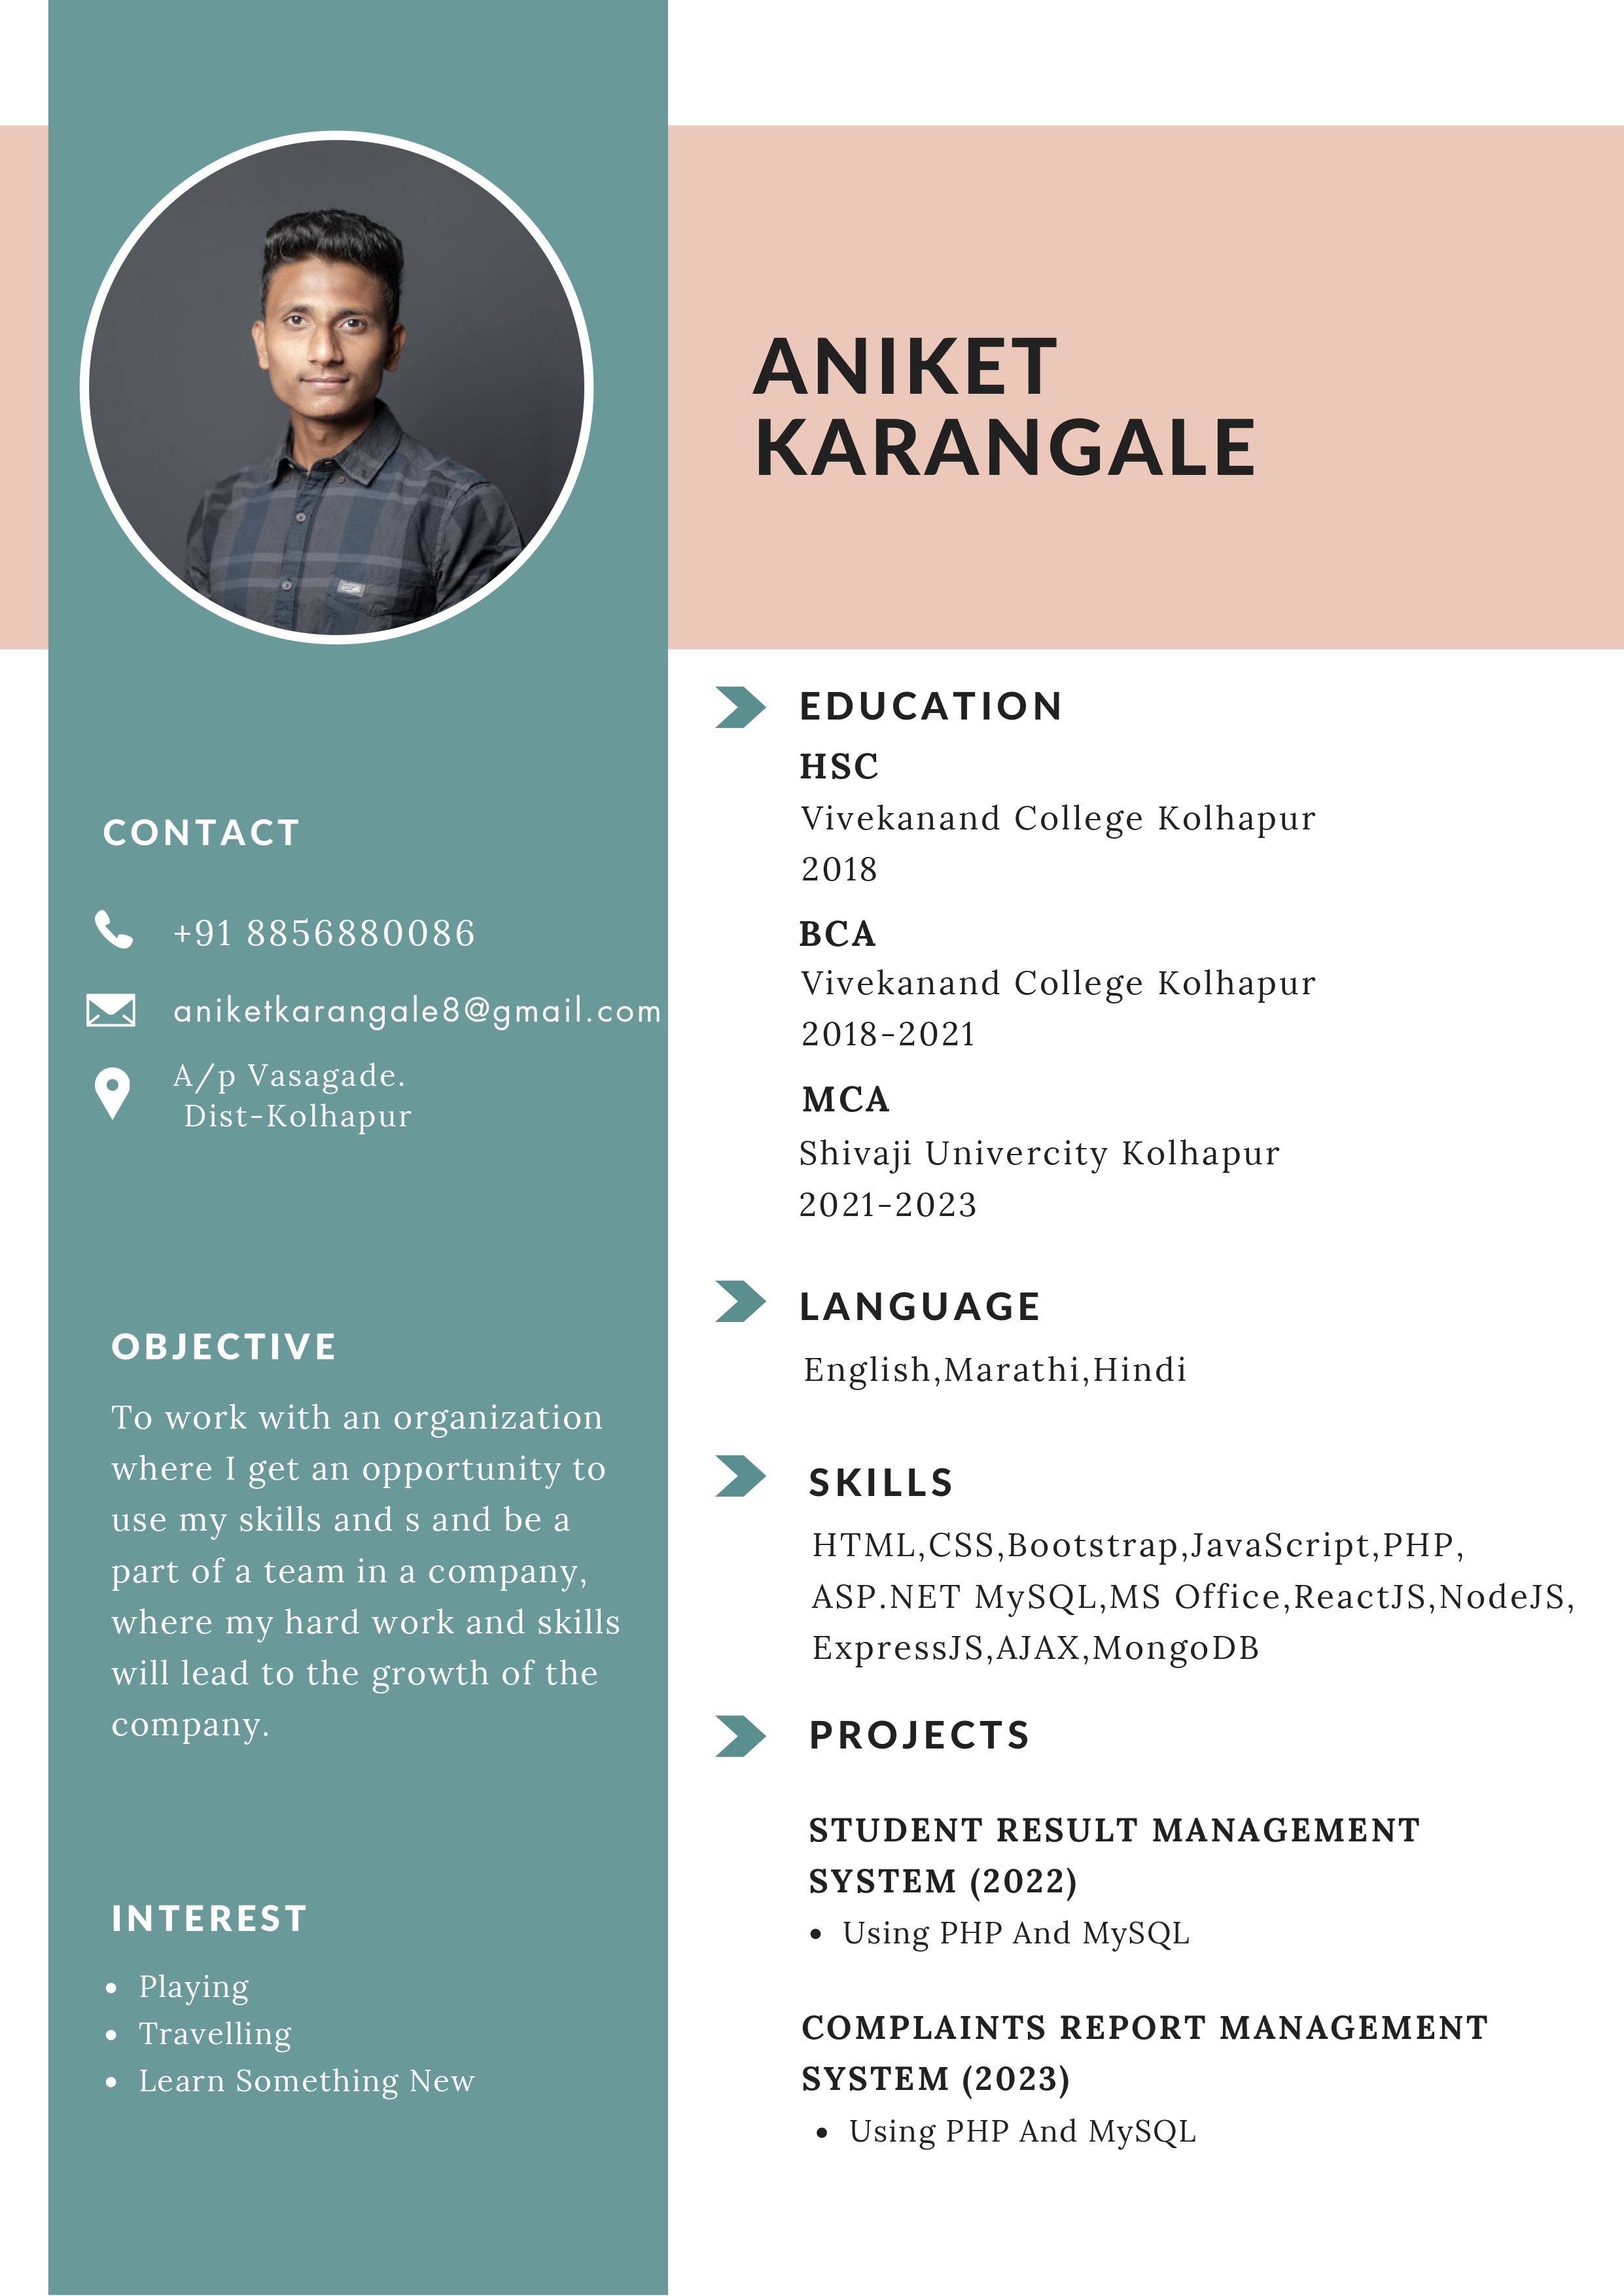 ANIKET
KARANGALE
CONTACT
+91 8856880086
aniketkarangale8@gmail.com
A/p Vasagade.
Dist-Kolhapur
OBJECTIVE
To work with an organization
where I get an opportunity to
use my skills and s and be a
part of a team in a company,
where my hard work and skills
will lead to the growth of the
company.
INTEREST
• Playing
• Travelling
• Learn Something New
EDUCATION
HSC
Vivekanand College Kolhapur
2018
BCA
Vivekanand College Kolhapur
2018-2021
MCA
Shivaji Univercity Kolhapur
2021-2023
LANGUAGE
English,Marathi,Hindi
SKILLS
HTML,CSS,Bootstrap,JavaScript,PHP,
ASP.NET MySQL,MS Office,ReactJS,NodeJS,
ExpressJS,AJAX,MongoDB
PROJECTS
STUDENT RESULT MANAGEMENT
SYSTEM (2022)
• Using PHP And MySQL
COMPLAINTS REPORT MANAGEMENT
SYSTEM (2023)
• Using PHP And MySQL